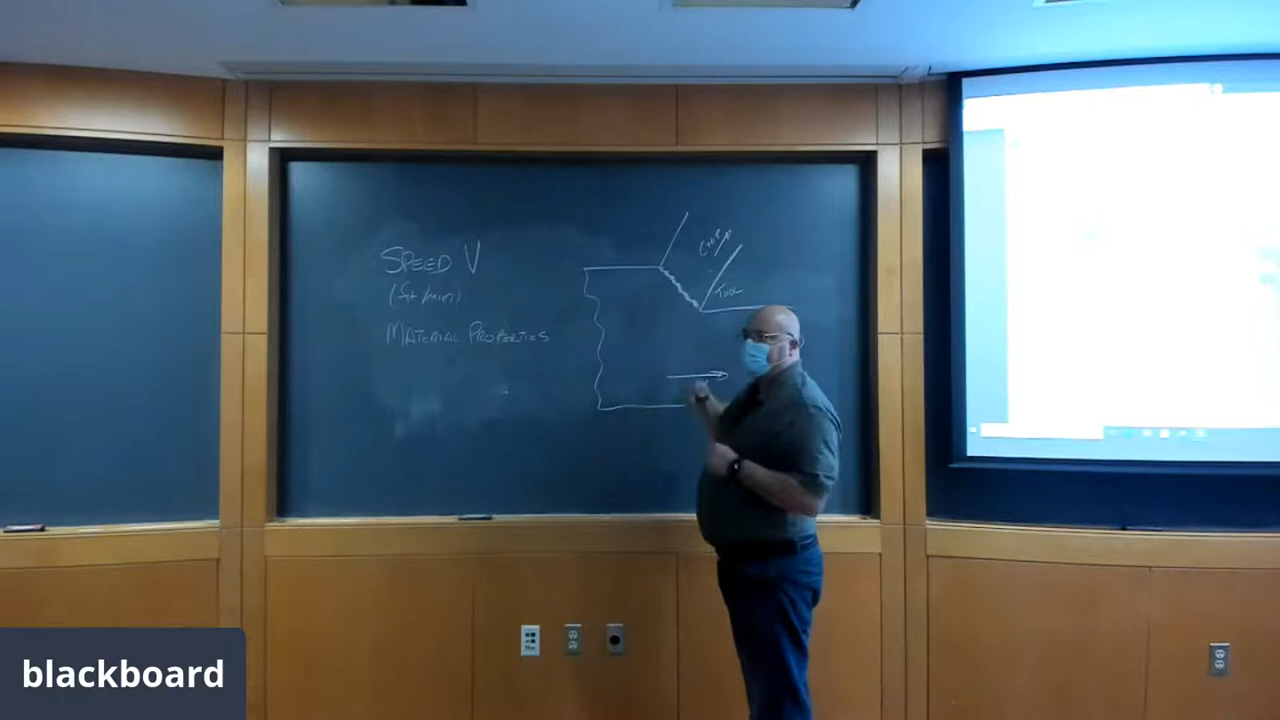 SPEED V
(ft/min)
MATERIAL PROPERTIES
CHIP
TOOL
blackboard